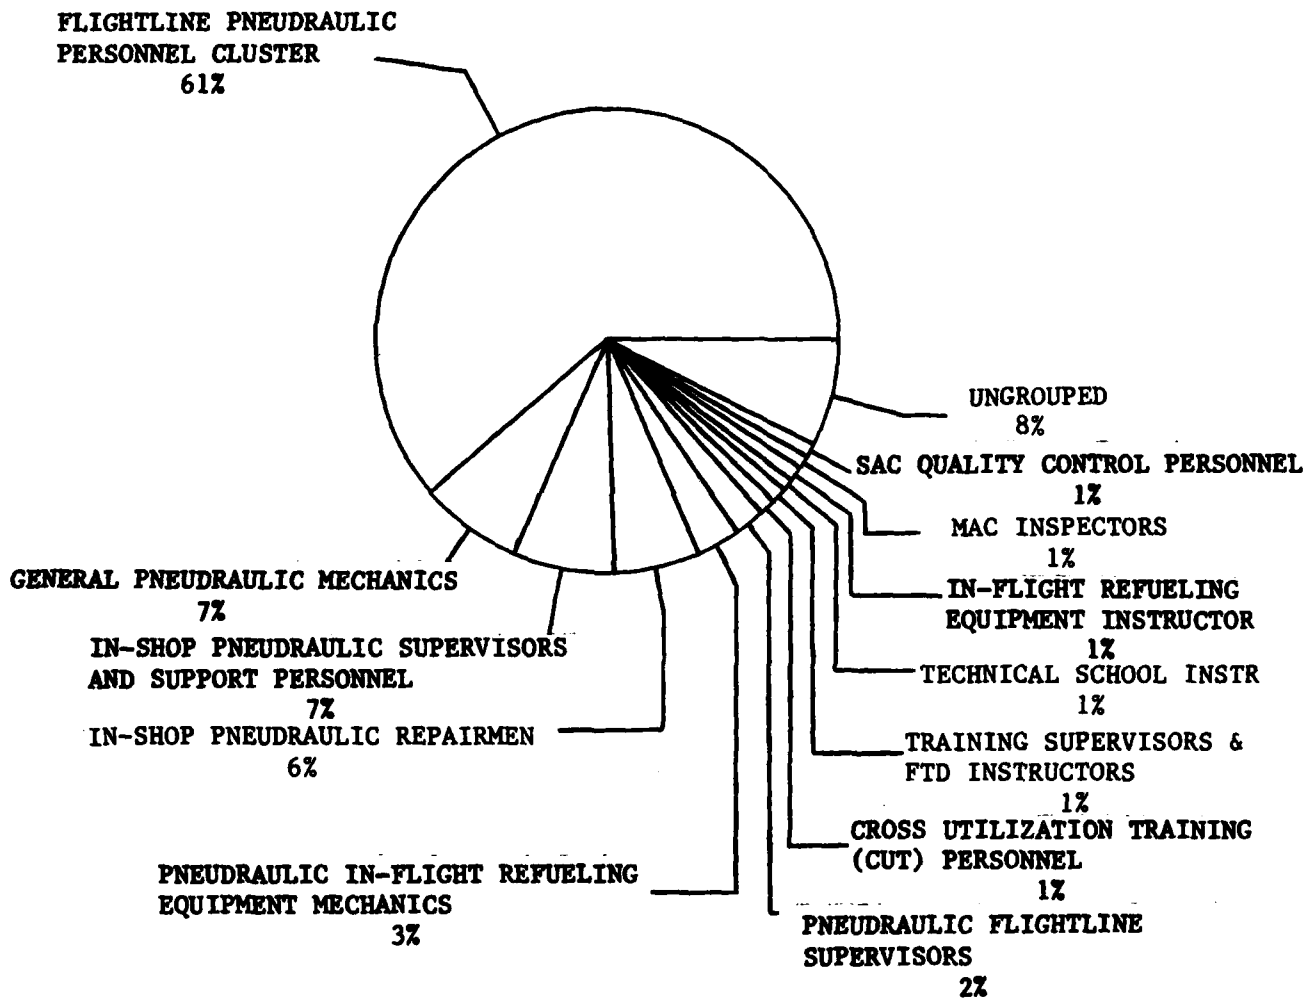 FLIGHTLINE PNEUDRAULIC
PERSONNEL CLUSTER
61%
UNGROUPED
8%
SAC QUALITY CONTROL PERSONNEL
1%
MAC INSPECTORS
1%
IN-FLIGHT REFUELING
EQUIPMENT INSTRUCTOR
1%
TECHNICAL SCHOOL INSTR
1%
TRAINING SUPERVISORS &
FTD INSTRUCTORS
1%
CROSS UTILIZATION TRAINING
(CUT) PERSONNEL
1%
PNEUDRAULIC FLIGHTLINE
SUPERVISORS
2%
GENERAL PNEUDRAULIC MECHANICS
7%
IN-SHOP PNEUDRAULIC SUPERVISORS
AND SUPPORT PERSONNEL
7%
IN-SHOP PNEUDRAULIC REPAIRMEN
6%
PNEUDRAULIC IN-FLIGHT REFUELING
EQUIPMENT MECHANICS
3%